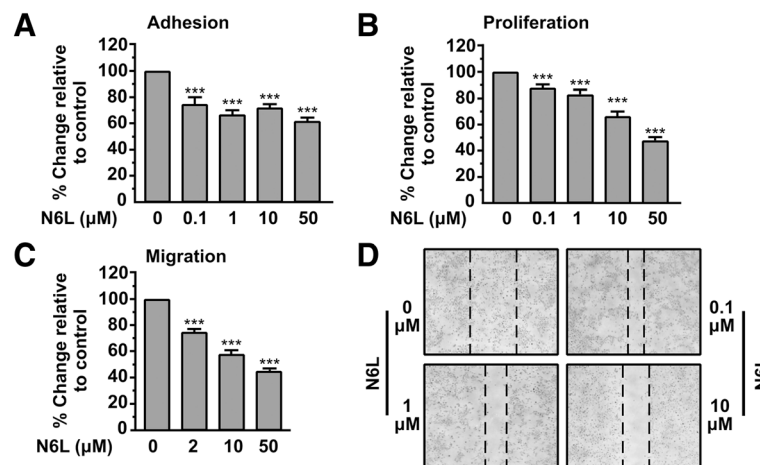 A
Adhesion
% Change relative
to control
120
100
80
60
40
20
0
***
***
***
***
N6L (µM) 0 0.1 1 10 50
B
Proliferation
% Change relative
to control
120
100
80
60
40
20
0
***
***
***
***
N6L (µM) 0 0.1 1 10 50
C
Migration
% Change relative
to control
120
100
80
60
40
20
0
***
***
***
N6L (µM) 0 2 10 50
D
N6L
0
µM
0.1
µM
1
µM
10
µM